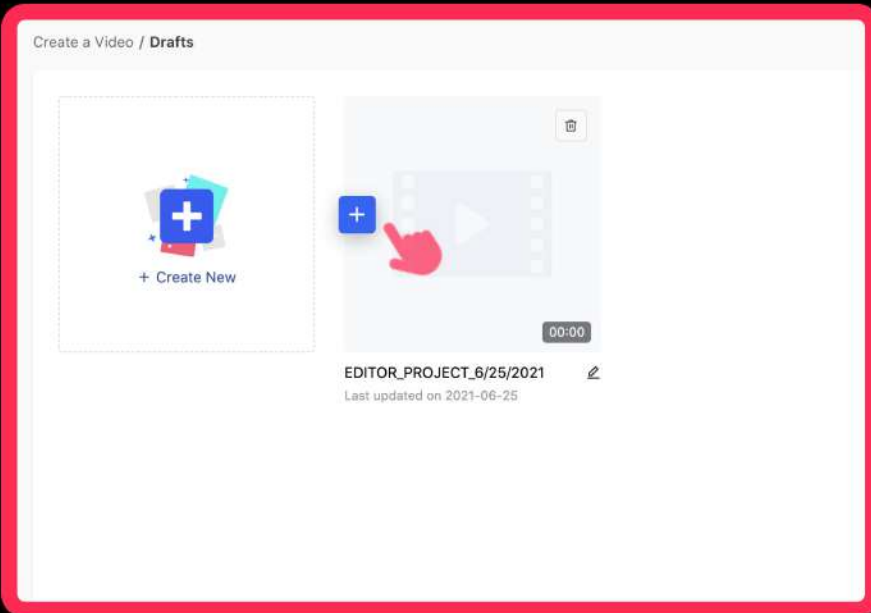 Create a Video / Drafts
+ Create New
00:00
EDITOR_PROJECT_6/25/2021
Last updated on 2021-06-25